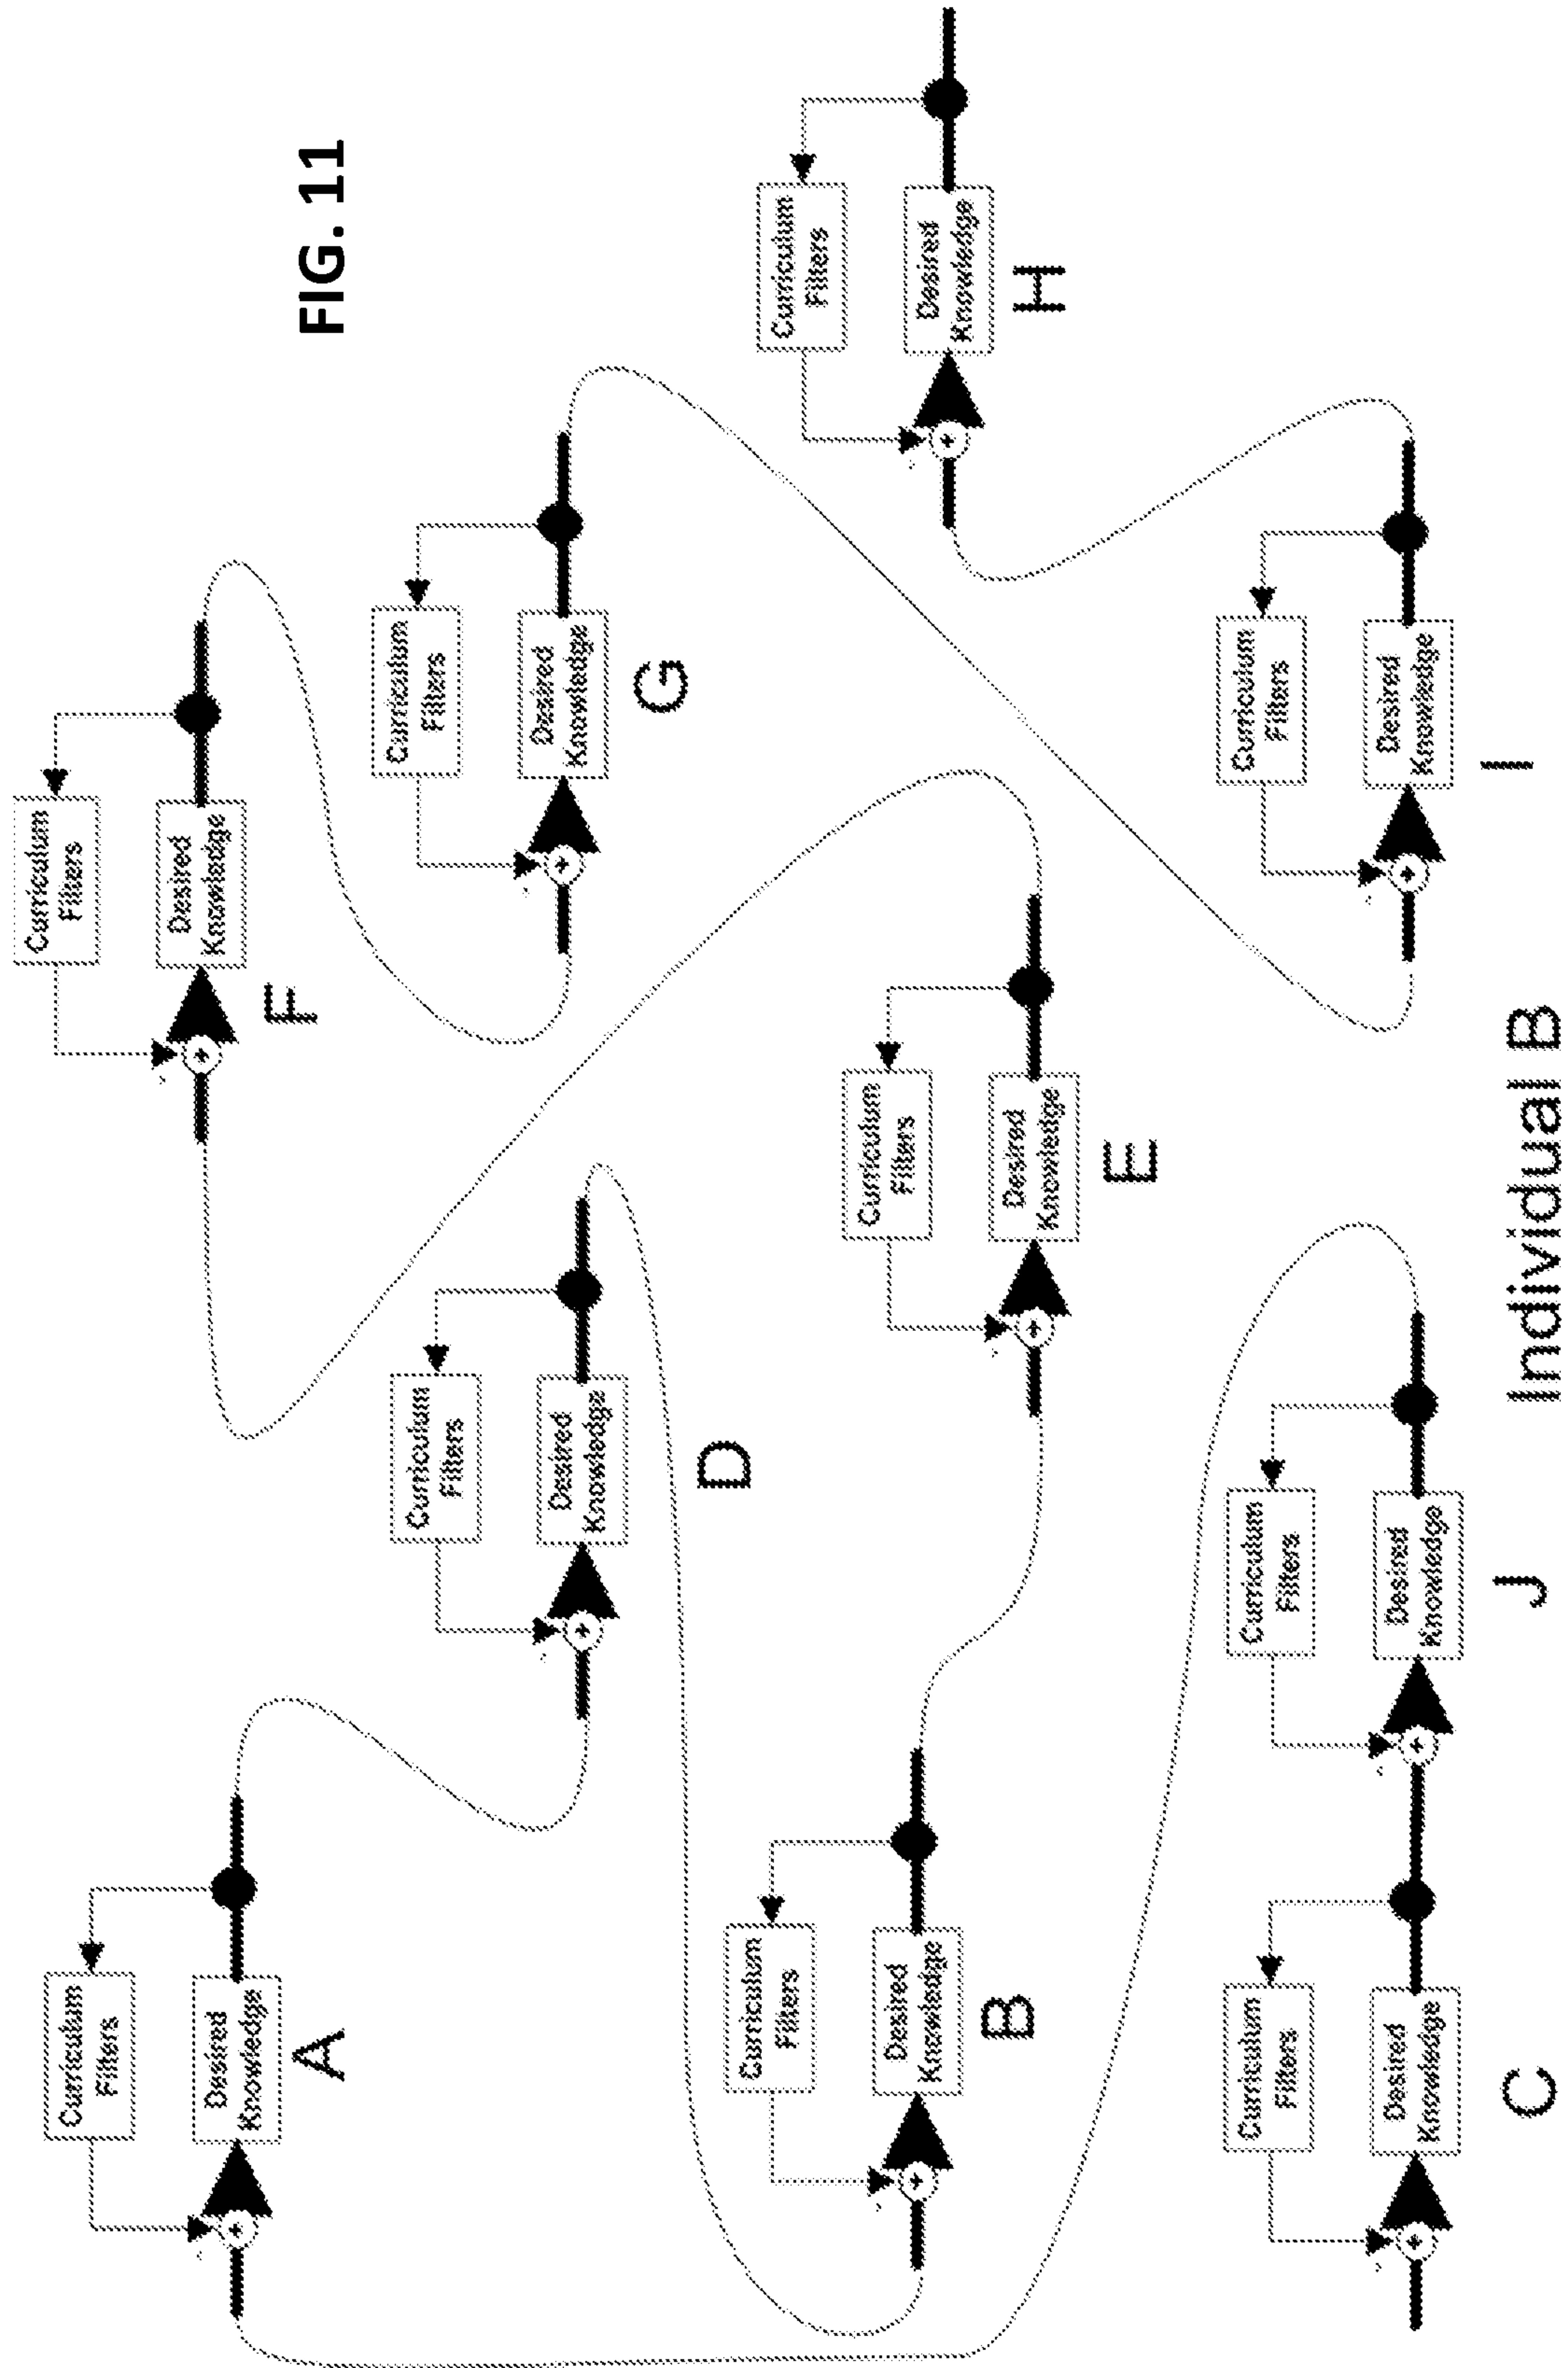 FIG. 11
Curriculum
Filters
Desired
Knowledge
A
Curriculum
Filters
Desired
Knowledge
F
Curriculum
Filters
Desired
Knowledge
D
Curriculum
Filters
Desired
Knowledge
G
Curriculum
Filters
Desired
Knowledge
B
Curriculum
Filters
Desired
Knowledge
E
Curriculum
Filters
Desired
Knowledge
H
Curriculum
Filters
Desired
Knowledge
C
Curriculum
Filters
Desired
Knowledge
J
Curriculum
Filters
Desired
Knowledge
I
Individual B